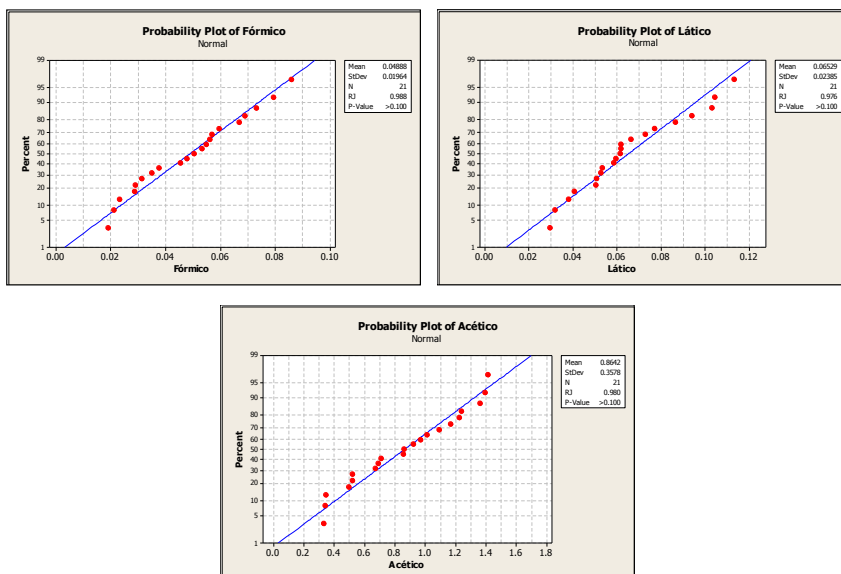 Probability Plot of Fórmico
Normal
Mean 0.04888
StDev 0.01964
N 21
RJ 0.988
P-Value >0.100
99
95
90
80
70
60
50
40
30
20
10
5
1
Percent
0.00 0.02 0.04 0.06 0.08 0.10
Fórmico
Probability Plot of Lático
Normal
Mean 0.06529
StDev 0.02385
N 21
RJ 0.976
P-Value >0.100
99
95
90
80
70
60
50
40
30
20
10
5
1
Percent
0.00 0.02 0.04 0.06 0.08 0.10 0.12
Lático
Probability Plot of Acético
Normal
Mean 0.8642
StDev 0.3578
N 21
RJ 0.980
P-Value >0.100
99
95
90
80
70
60
50
40
30
20
10
5
1
Percent
0.0 0.2 0.4 0.6 0.8 1.0 1.2 1.4 1.6 1.8
Acético